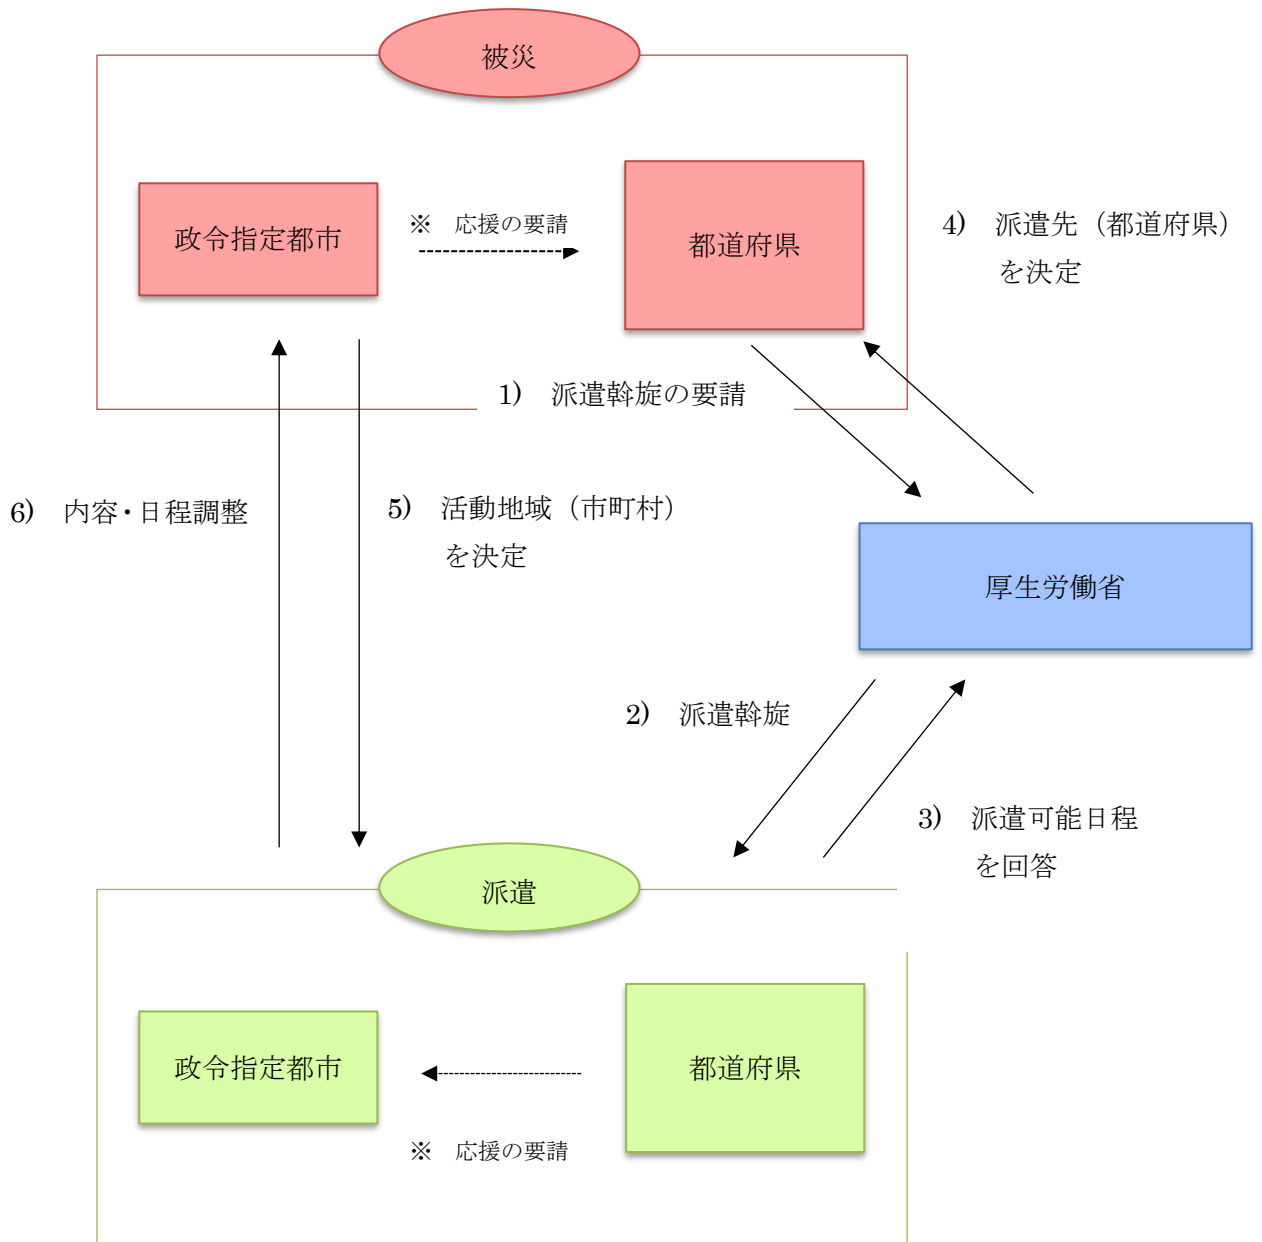 被災
政令指定都市
※　応援の要請
都道府県
4)　派遣先（都道府県）
を決定
1)　派遣斡旋の要請
6)　内容・日程調整
5)　活動地域（市町村）
を決定
厚生労働省
2)　派遣斡旋
3)　派遣可能日程
を回答
派遣
政令指定都市
都道府県
※　応援の要請